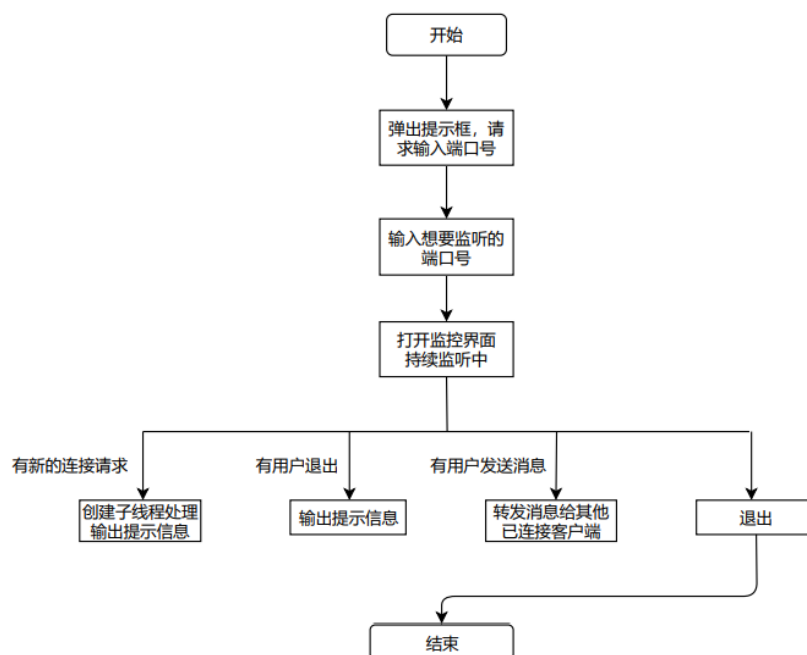 开始
弹出提示框，请
求输入端口号
输入想要监听的
端口号
打开监控界面
持续监听中
有新的连接请求
有用户退出
有用户发送消息
创建子线程处理
输出提示信息
输出提示信息
转发消息给其他
已连接客户端
退出
结束